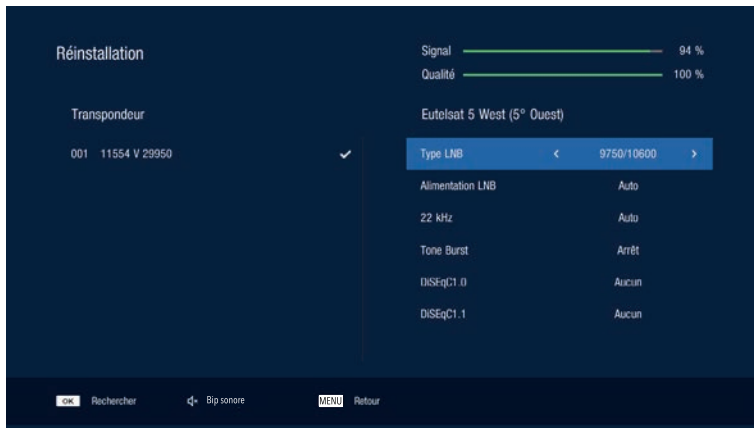 Réinstallation
Signal 94 %
Qualité 100 %
Transpondeur
001 11554 V 29950
Eutelsat 5 West (5° Ouest)
Type LNB < 9750/10600 >
Alimentation LNB Auto
22 kHz Auto
Tone Burst Arrêt
DiSEqC1.0 Aucun
DiSEqC1.1 Aucun
OK Rechercher Bip sonore MENU Retour